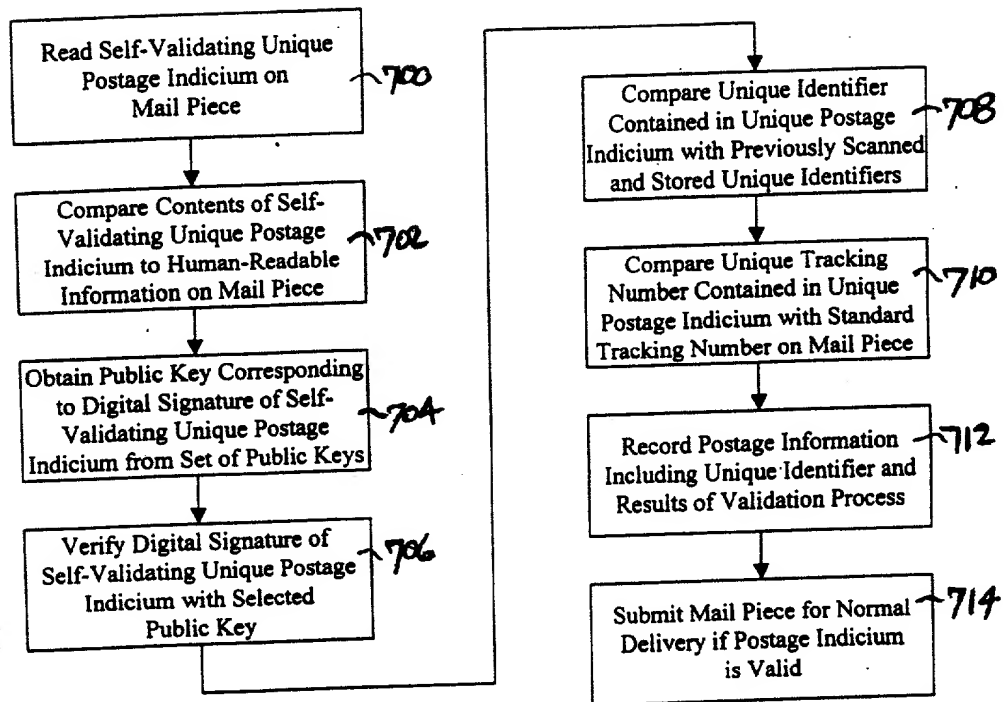 Read Self-Validating Unique
Postage Indicium on
Mail Piece
700
Compare Contents of Self-
Validating Unique Postage
Indicium to Human-Readable
Information on Mail Piece
702
Obtain Public Key Corresponding
to Digital Signature of Self-
Validating Unique Postage
Indicium from Set of Public Keys
704
Verify Digital Signature of
Self-Validating Unique Postage
Indicium with Selected
Public Key
706
Compare Unique Identifier
Contained in Unique Postage
Indicium with Previously Scanned
and Stored Unique Identifiers
708
Compare Unique Tracking
Number Contained in Unique
Postage Indicium with Standard
Tracking Number on Mail Piece
710
Record Postage Information
Including Unique Identifier and
Results of Validation Process
712
Submit Mail Piece for Normal
Delivery if Postage Indicium
is Valid
714